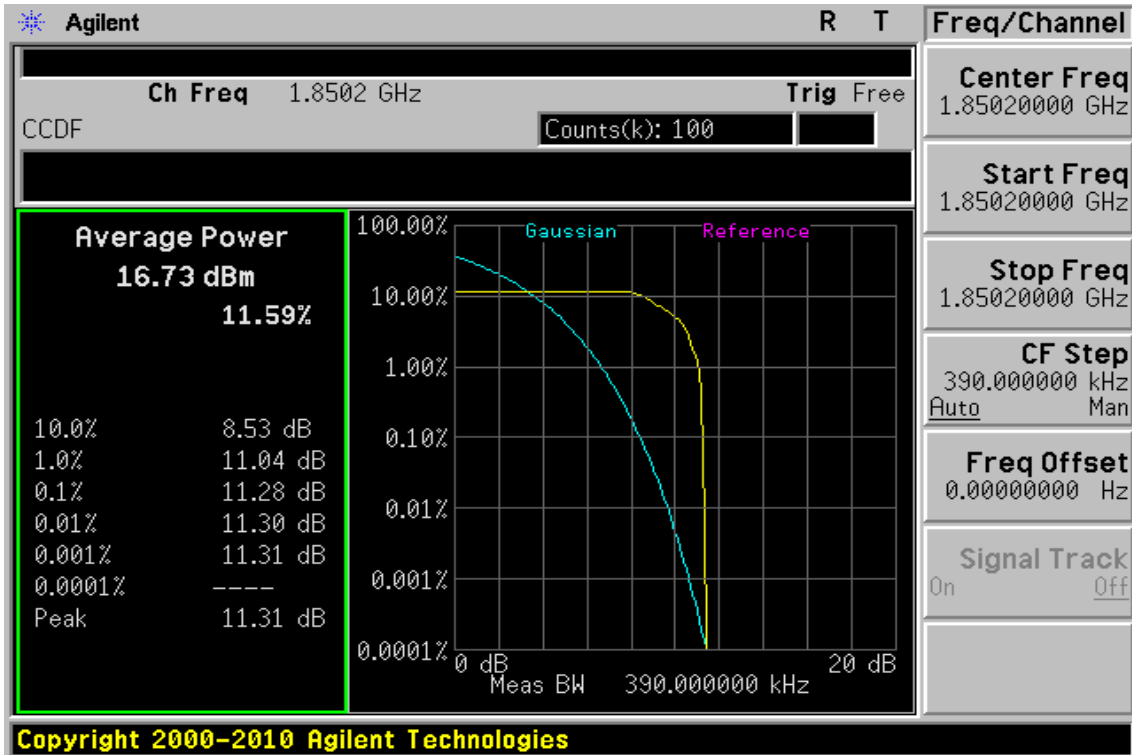 Agilent R T
Ch Freq 1.8502 GHz Trig Free
CCDF Counts(k): 100
Average Power
16.73 dBm
11.59%
10.0% 8.53 dB
1.0% 11.04 dB
0.1% 11.28 dB
0.01% 11.30 dB
0.001% 11.31 dB
0.0001% ----
Peak 11.31 dB
Gaussian Reference
100.00%
10.00%
1.00%
0.10%
0.01%
0.001%
0.0001%
0 dB 20 dB
Meas BW 390.000000 kHz
Freq/Channel
Center Freq
1.85020000 GHz
Start Freq
1.85020000 GHz
Stop Freq
1.85020000 GHz
CF Step
390.000000 kHz
Auto Man
Freq Offset
0.00000000 Hz
Signal Track
On Off
Copyright 2000-2010 Agilent Technologies